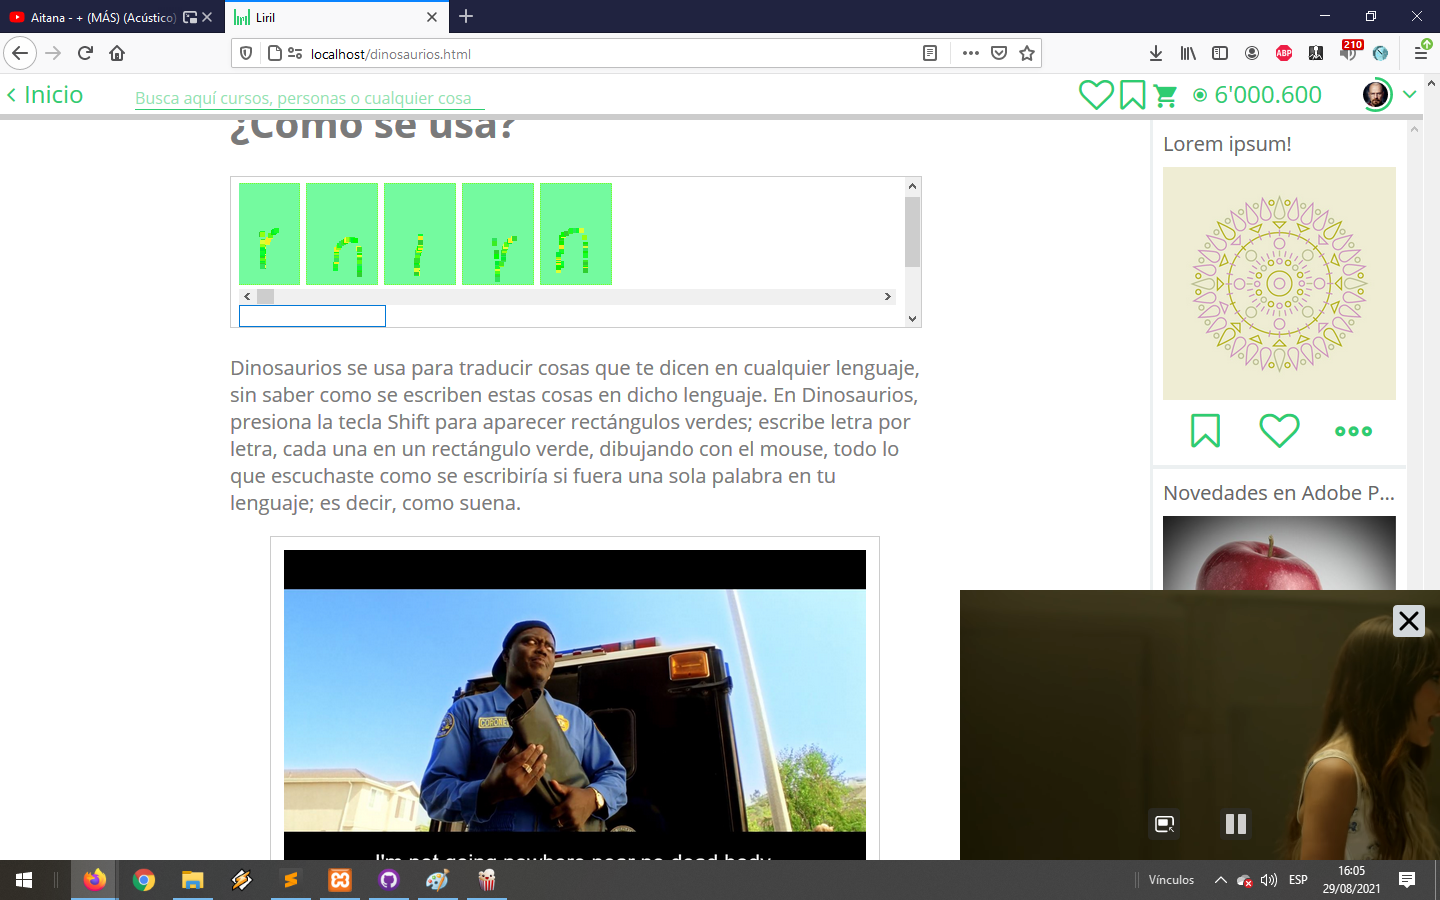 Aitana - + (MÁS) (Acústico)
Liril
localhost/dinosaurios.html
ABP
210
Inicio
Busca aquí cursos, personas o cualquier cosa
6'000.600
¿Cómo se usa?
r n i r n
Dinosaurios se usa para traducir cosas que te dicen en cualquier lenguaje,
sin saber como se escriben estas cosas en dicho lenguaje. En Dinosaurios,
presiona la tecla Shift para aparecer rectángulos verdes; escribe letra por
letra, cada una en un rectángulo verde, dibujando con el mouse, todo lo
que escuchaste como se escribiría si fuera una sola palabra en tu
lenguaje; es decir, como suena.
CORONER
I'm not going nowhere near no dead body
Lorem ipsum!
Novedades en Adobe P...
Vínculos
ESP
16:05
29/08/2021